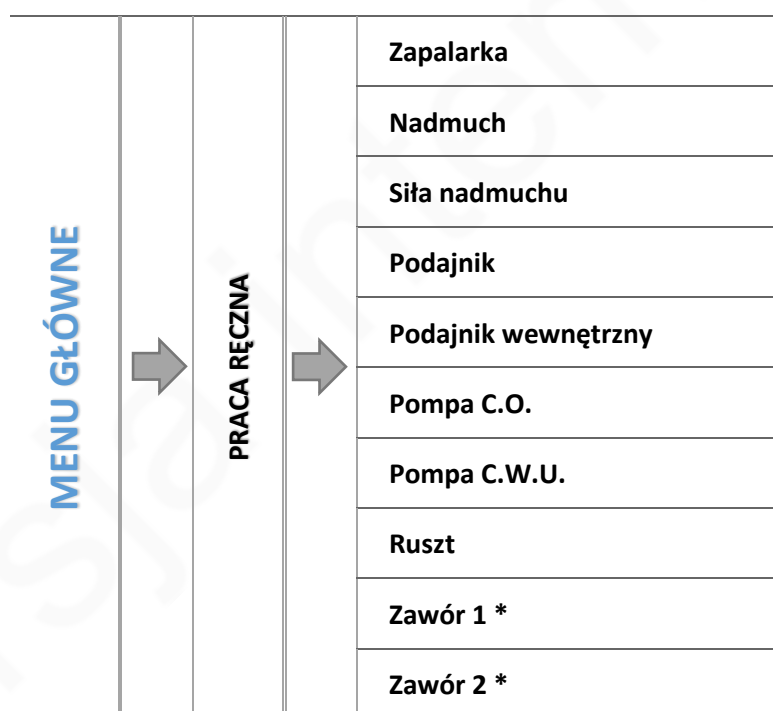 MENU GŁÓWNE
PRACA RĘCZNA
Zapalarka
Nadmuch
Siła nadmuchu
Podajnik
Podajnik wewnętrzny
Pompa C.O.
Pompa C.W.U.
Ruszt
Zawór 1 *
Zawór 2 *